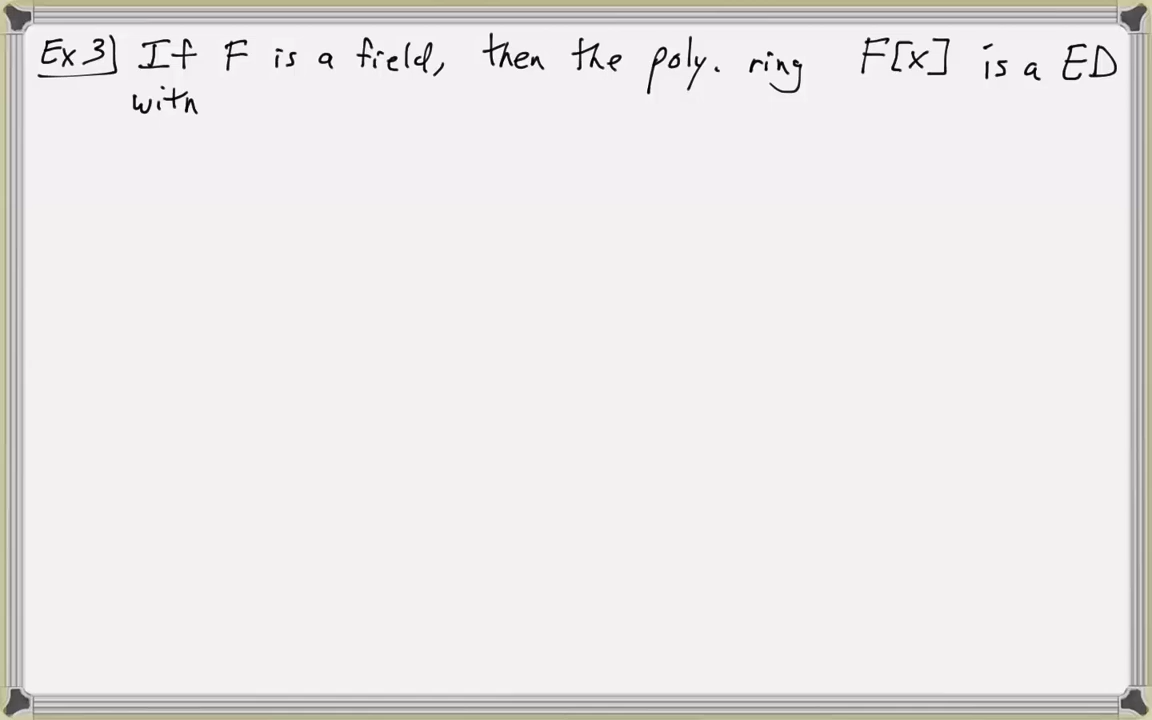 Ex 3] If F is a field, then the poly. ring F[x] is a ED
with